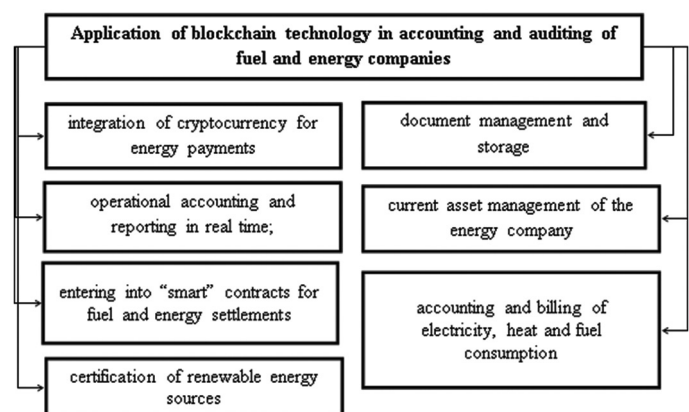 Application of blockchain technology in accounting and auditing of
fuel and energy companies
integration of cryptocurrency for
energy payments
operational accounting and
reporting in real time;
entering into “smart” contracts for
fuel and energy settlements
certification of renewable energy
sources
document management and
storage
current asset management of the
energy company
accounting and billing of
electricity, heat and fuel
consumption